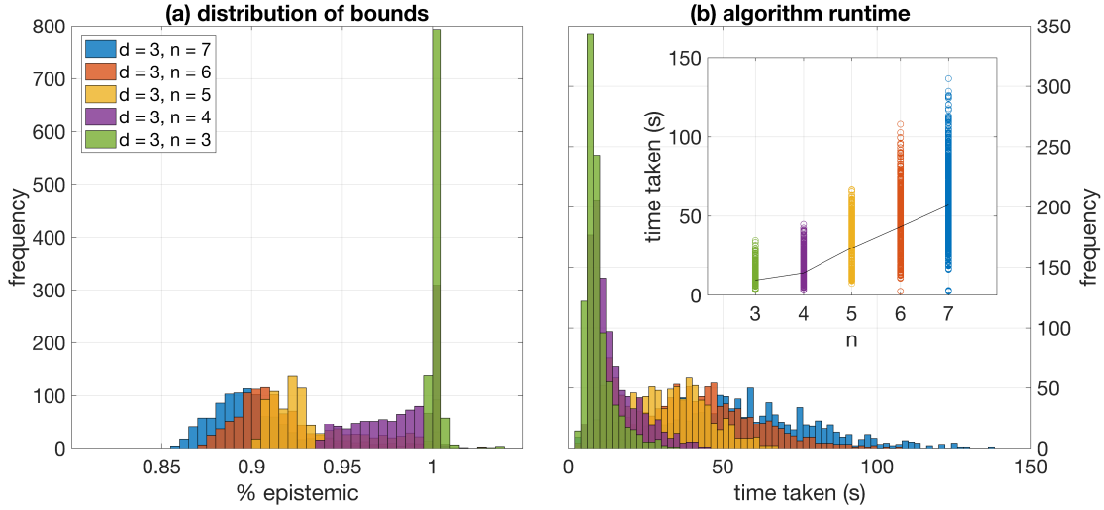 (a) distribution of bounds
800
700
600
500
400
300
200
100
0
frequency
d = 3, n = 7
d = 3, n = 6
d = 3, n = 5
d = 3, n = 4
d = 3, n = 3
0.85
0.9
0.95
1
% epistemic
(b) algorithm runtime
350
300
250
200
150
100
50
0
frequency
0
50
100
150
time taken (s)
150
100
50
0
time taken (s)
3
4
5
6
7
n